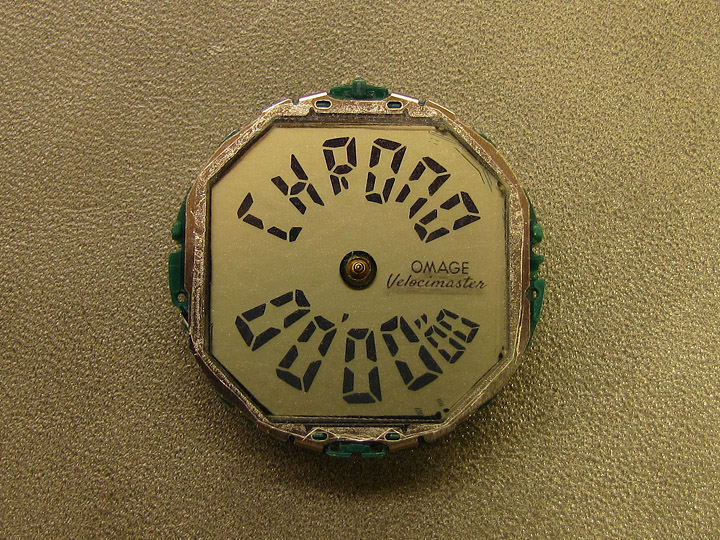 CHRONO
OMAGE
Velocimaster
00'00"00